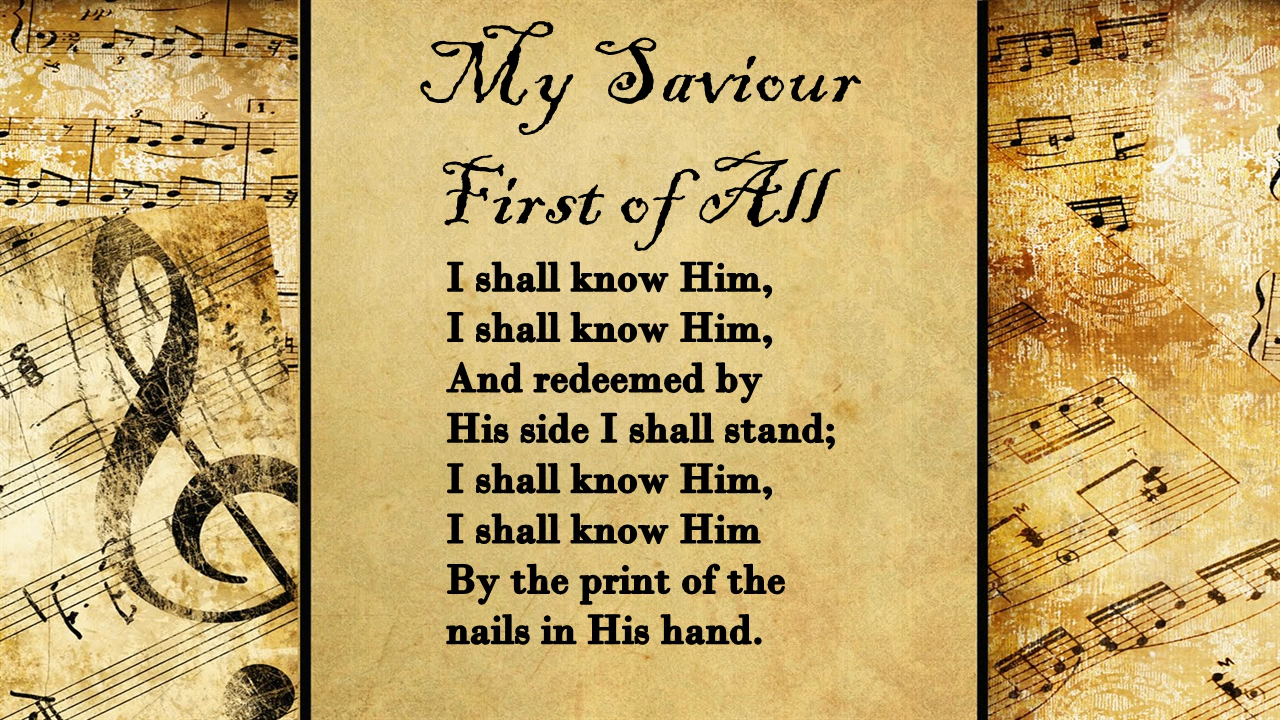 My Saviour
First of All
I shall know Him,
I shall know Him,
And redeemed by
His side I shall stand;
I shall know Him,
I shall know Him
By the print of the
nails in His hand.